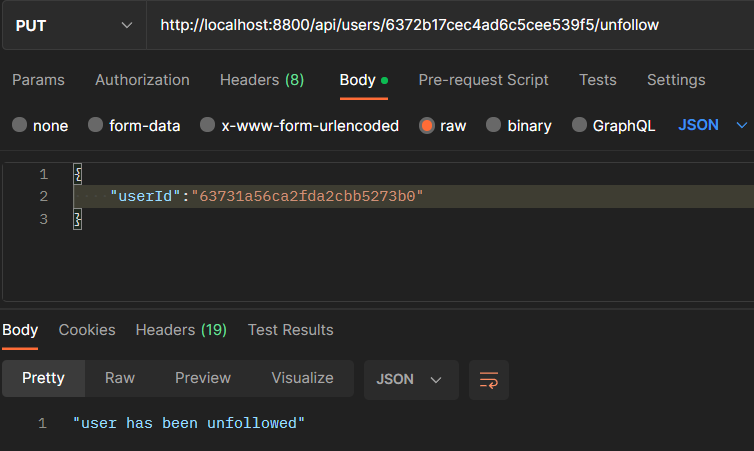 PUT http://localhost:8800/api/users/6372b17cec4ad6c5cee539f5/unfollow
Params Authorization Headers (8) Body Pre-request Script Tests Settings
none form-data x-www-form-urlencoded raw binary GraphQL JSON
1 {
2 "userId":"63731a56ca2fda2cbb5273b0"
3 }
Body Cookies Headers (19) Test Results
Pretty Raw Preview Visualize JSON
1 "user has been unfollowed"